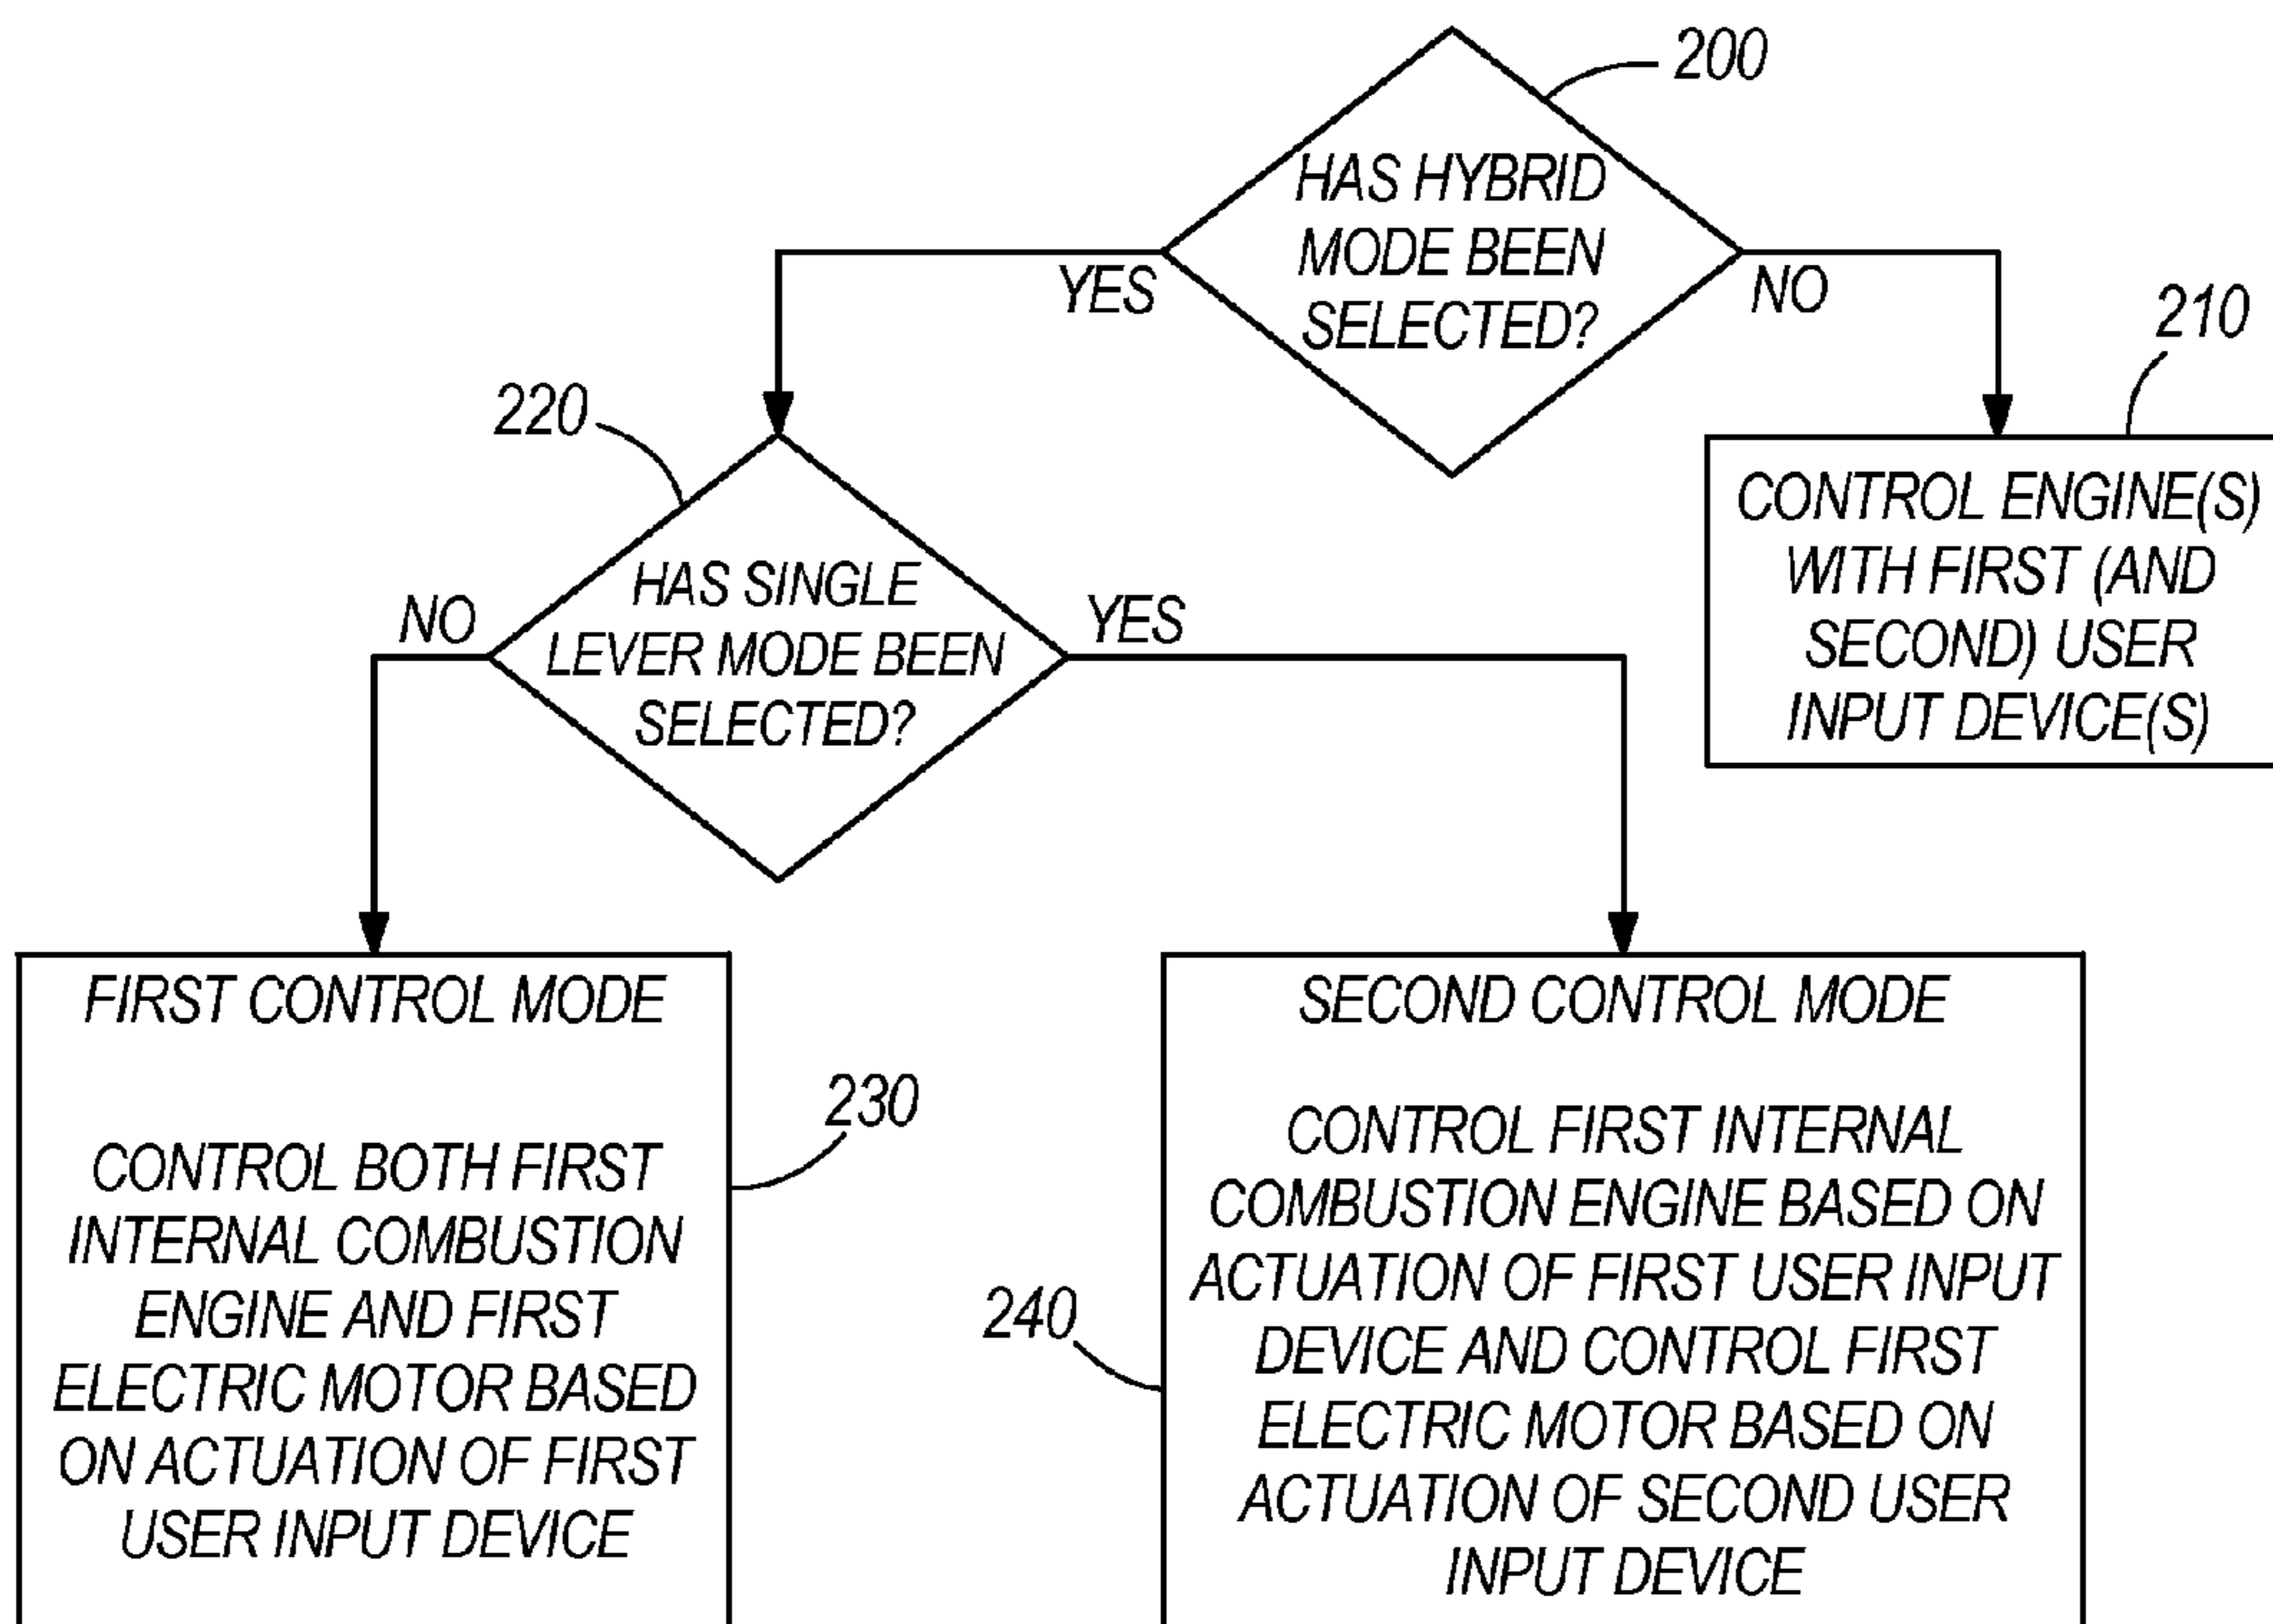 200
HAS HYBRID
MODE BEEN
SELECTED?
YES
NO
210
CONTROL ENGINE(S)
WITH FIRST (AND
SECOND) USER
INPUT DEVICE(S)
220
HAS SINGLE
LEVER MODE BEEN
SELECTED?
NO
YES
FIRST CONTROL MODE
CONTROL BOTH FIRST
INTERNAL COMBUSTION
ENGINE AND FIRST
ELECTRIC MOTOR BASED
ON ACTUATION OF FIRST
USER INPUT DEVICE
230
SECOND CONTROL MODE
CONTROL FIRST INTERNAL
COMBUSTION ENGINE BASED ON
ACTUATION OF FIRST USER INPUT
DEVICE AND CONTROL FIRST
ELECTRIC MOTOR BASED ON
ACTUATION OF SECOND USER
INPUT DEVICE
240